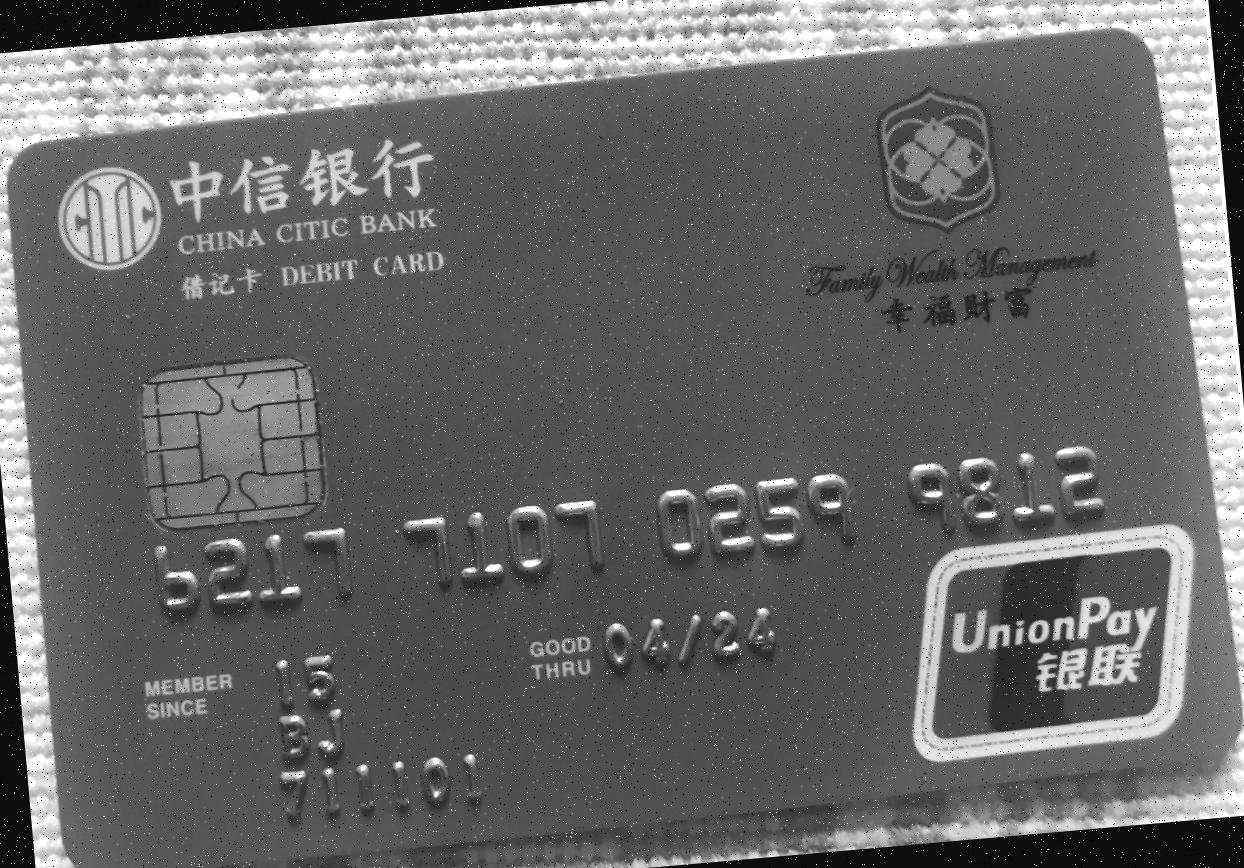 中信银行
CHINA CITIC BANK
借记卡 DEBIT CARD
Family Wealth Management
幸福财富
6217 7107 0259 9812
GOOD THRU 04/24
MEMBER SINCE 15
BJ
711101
UnionPay
银联